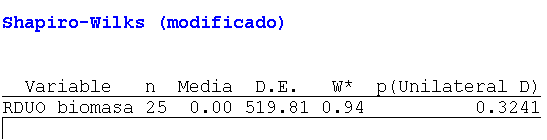 Shapiro-Wilks (modificado)
Variable n Media D.E. W* p(Unilateral D)
RDUO biomasa 25 0.00 519.81 0.94 0.3241